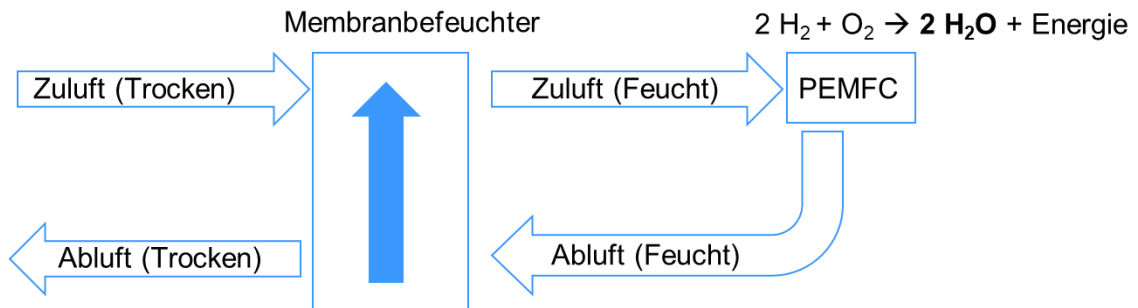 Membranbefeuchter
2 H₂ + O₂ → 2 H₂O + Energie
Zuluft (Trocken)
Zuluft (Feucht)
PEMFC
Abluft (Trocken)
Abluft (Feucht)